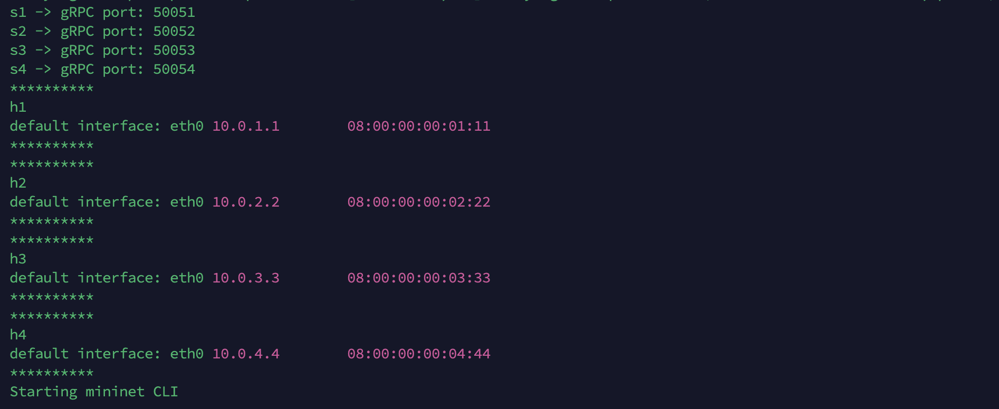 s1 -> gRPC port: 50051
s2 -> gRPC port: 50052
s3 -> gRPC port: 50053
s4 -> gRPC port: 50054
**********
h1
default interface: eth0 10.0.1.1        08:00:00:00:01:11
**********
**********
h2
default interface: eth0 10.0.2.2        08:00:00:00:02:22
**********
**********
h3
default interface: eth0 10.0.3.3        08:00:00:00:03:33
**********
**********
h4
default interface: eth0 10.0.4.4        08:00:00:00:04:44
**********
Starting mininet CLI